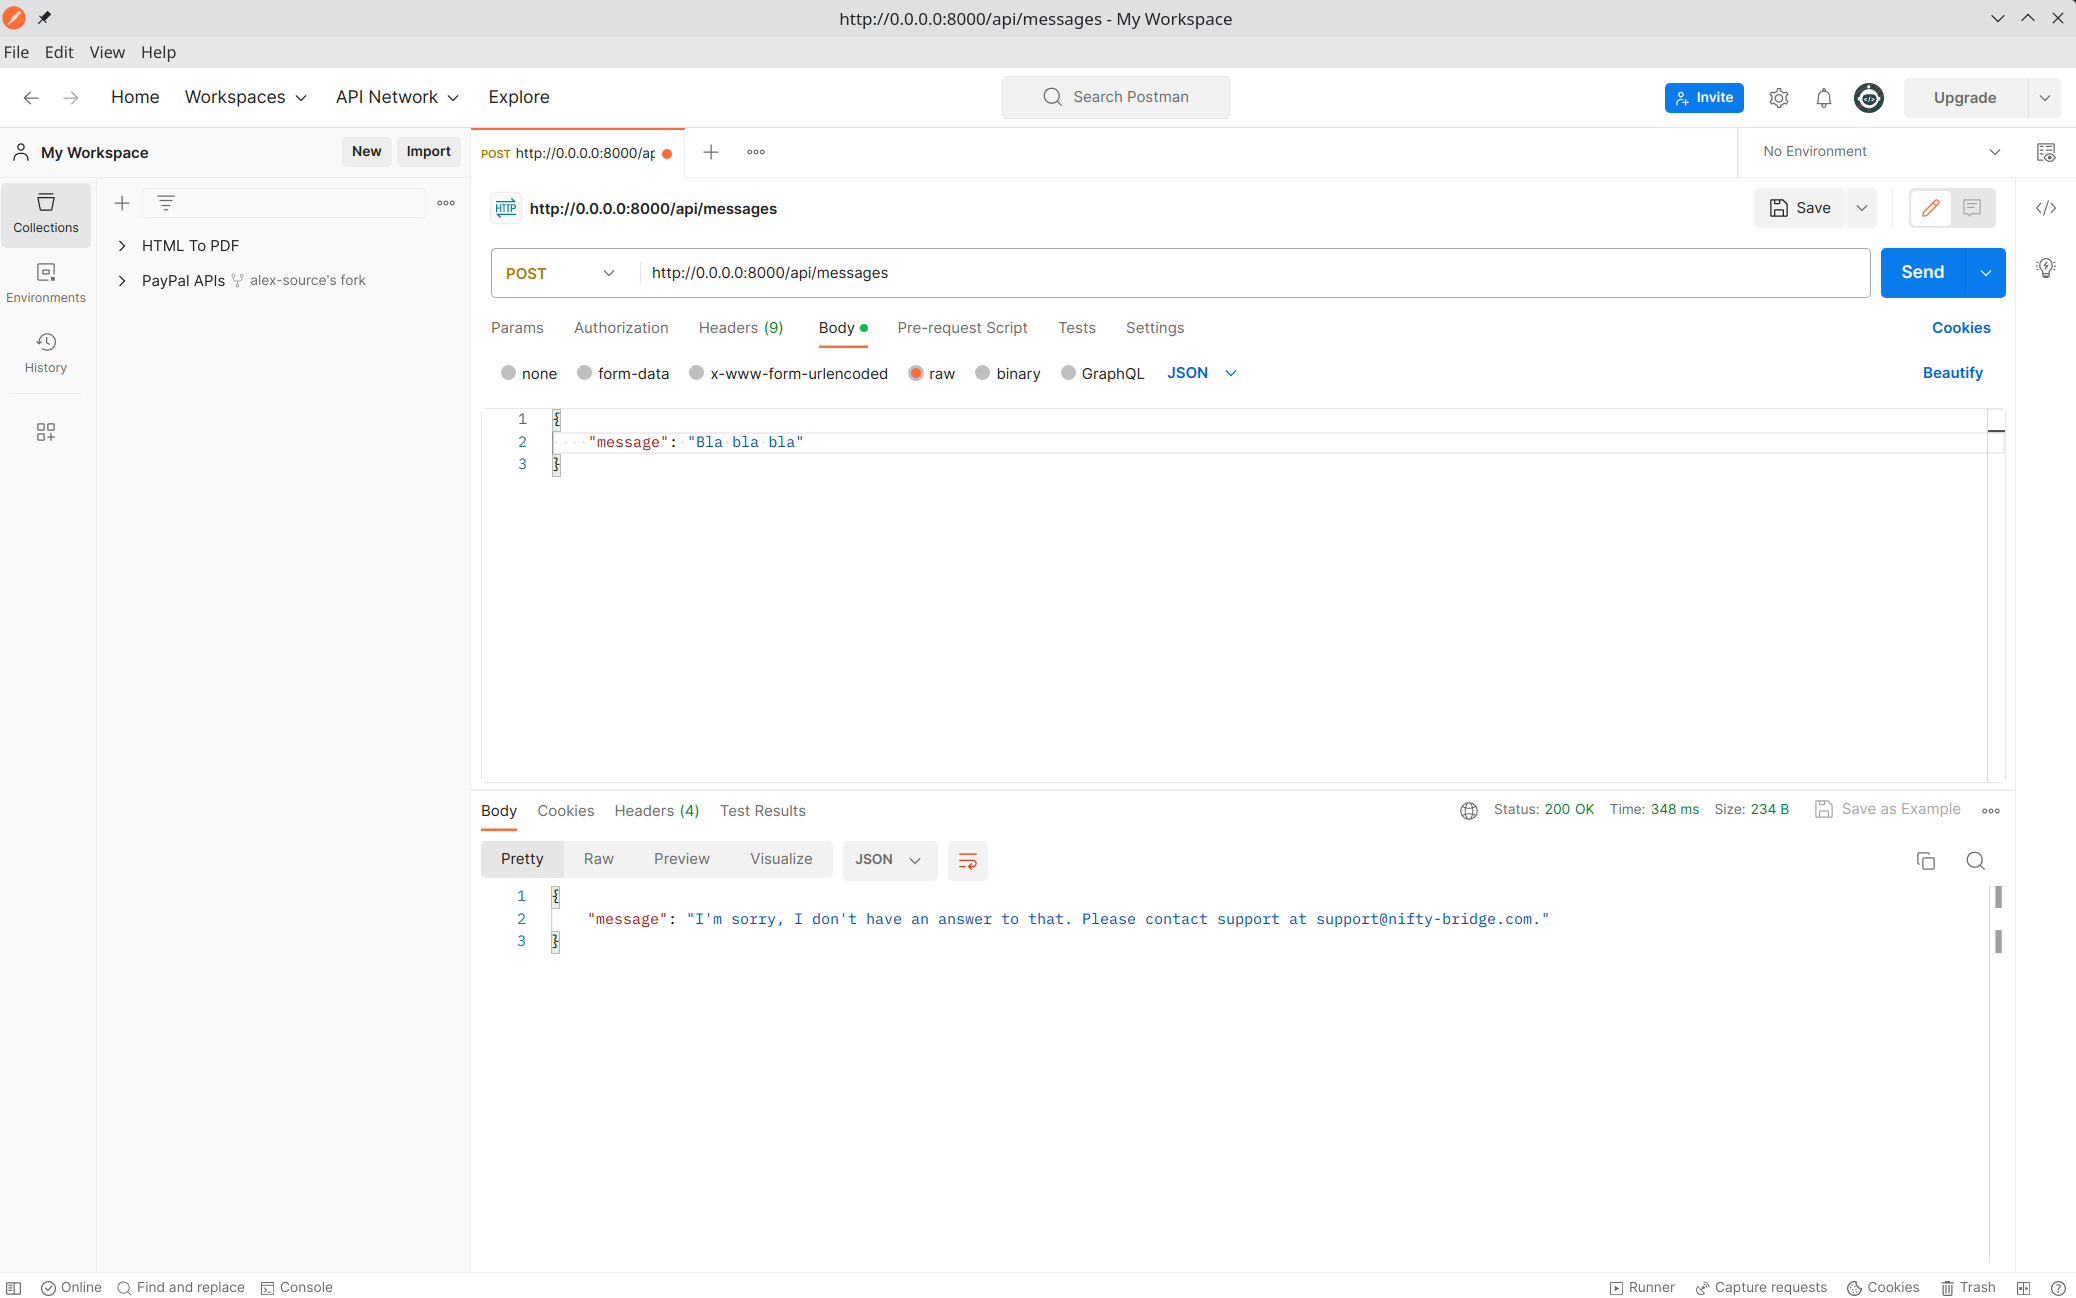 http://0.0.0.0:8000/api/messages - My Workspace
File Edit View Help
Home Workspaces API Network Explore Search Postman Invite Upgrade
My Workspace New Import POST http://0.0.0.0:8000/ap No Environment
HTTP http://0.0.0.0:8000/api/messages Save
Collections
HTML To PDF
PayPal APIs alex-source's fork
Environments
History
POST http://0.0.0.0:8000/api/messages Send
Params Authorization Headers (9) Body Pre-request Script Tests Settings Cookies
none form-data x-www-form-urlencoded raw binary GraphQL JSON Beautify
1 {
2 "message": "Bla bla bla"
3 }
Body Cookies Headers (4) Test Results Status: 200 OK Time: 348 ms Size: 234 B Save as Example
Pretty Raw Preview Visualize JSON
1 {
2 "message": "I'm sorry, I don't have an answer to that. Please contact support at support@nifty-bridge.com."
3 }
Online Find and replace Console Runner Capture requests Cookies Trash